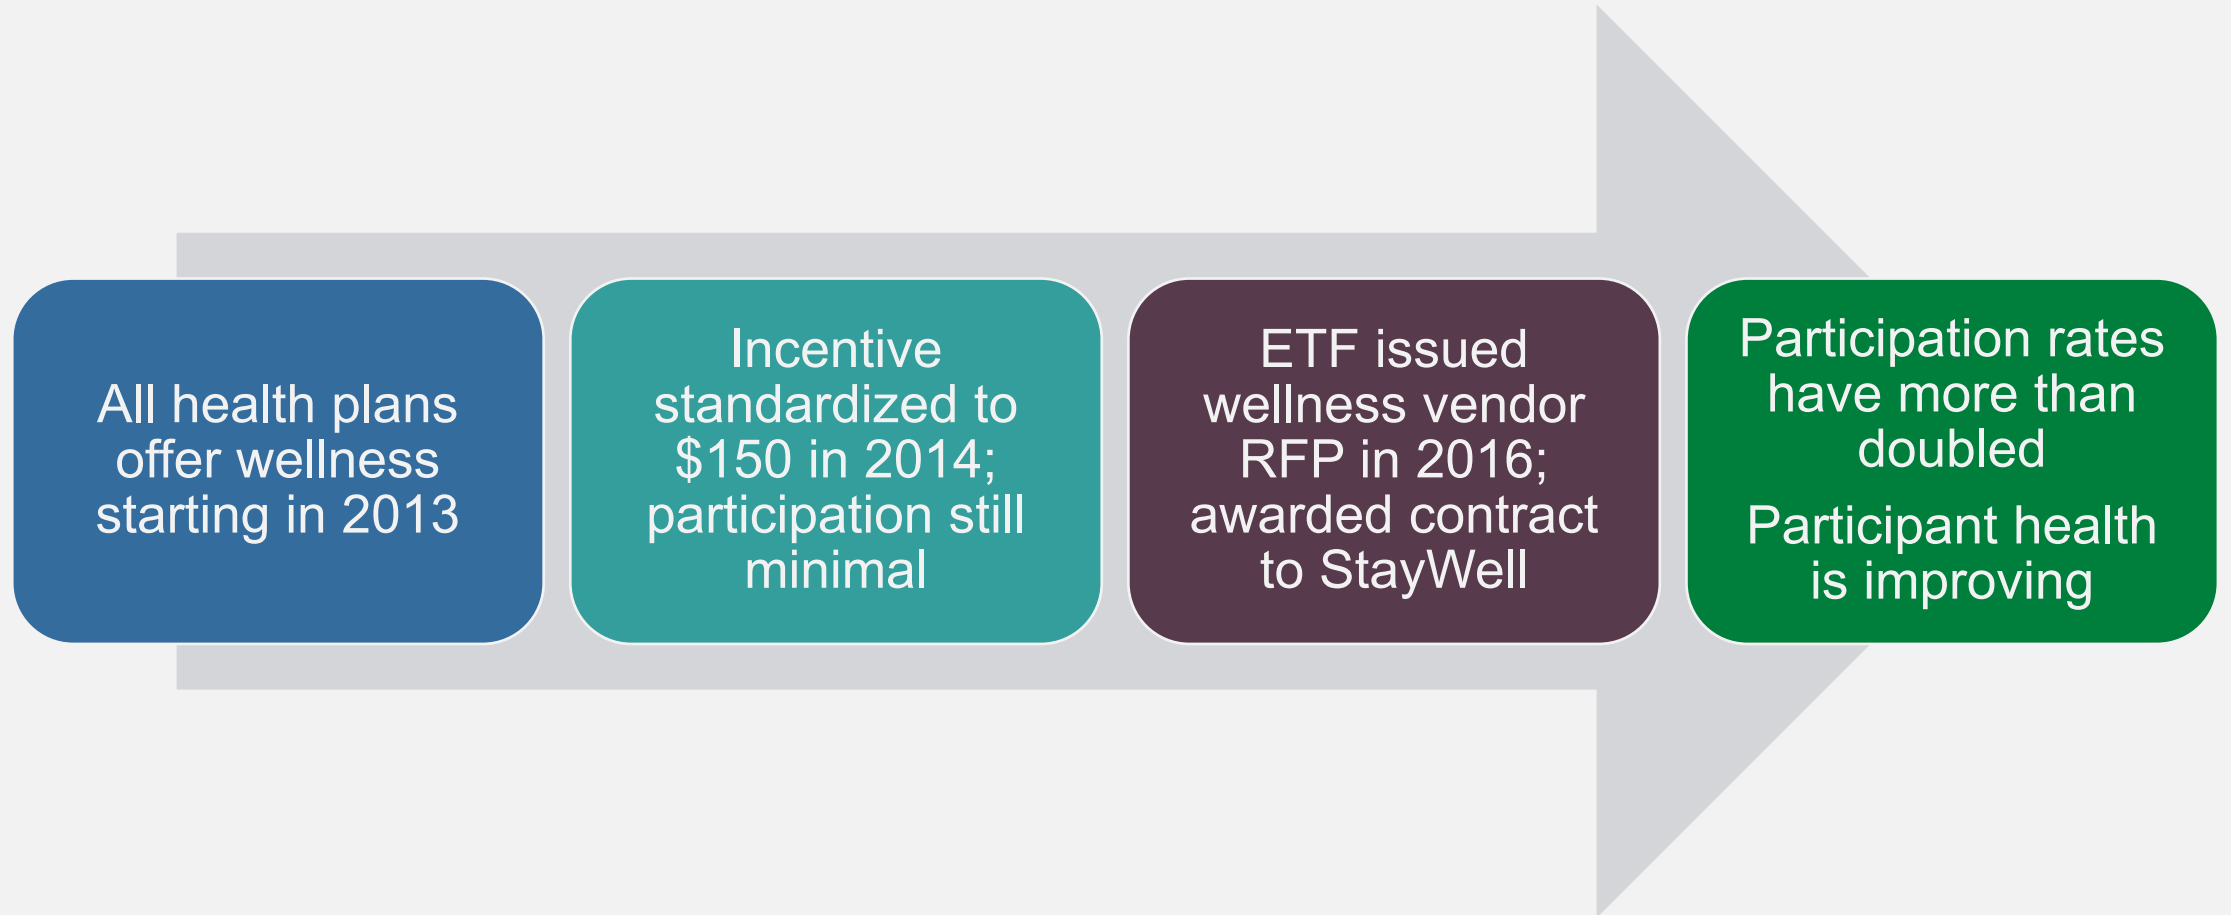 All health plans
offer wellness
starting in 2013
Incentive
standardized to
$150 in 2014;
participation still
minimal
ETF issued
wellness vendor
RFP in 2016;
awarded contract
to StayWell
Participation rates
have more than
doubled
Participant health
is improving